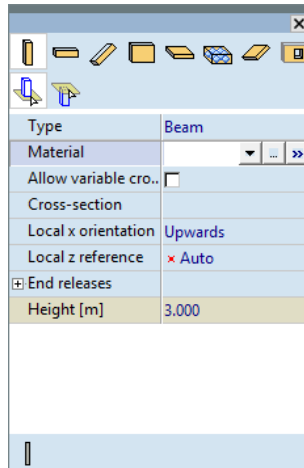 Type Beam
Material ... »
Allow variable cro..
Cross-section
Local x orientation Upwards
Local z reference Auto
End releases
Height [m] 3.000